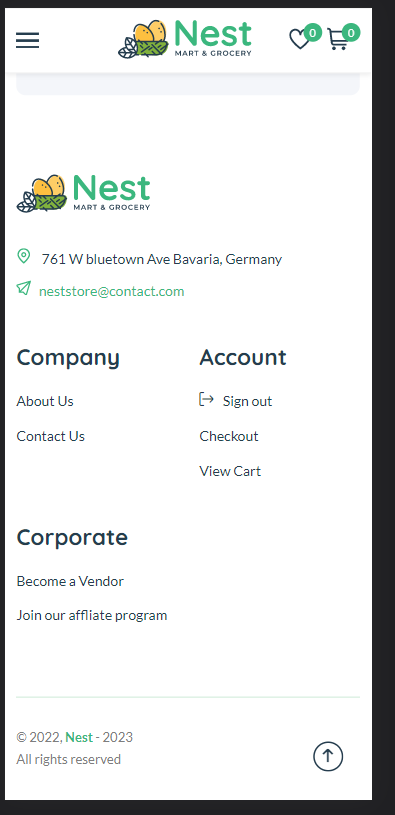 Nest
MART & GROCERY
0
0
Nest
MART & GROCERY
761 W bluetown Ave Bavaria, Germany
neststore@contact.com
Company
About Us
Contact Us
Account
Sign out
Checkout
View Cart
Corporate
Become a Vendor
Join our affliate program
© 2022, Nest - 2023
All rights reserved